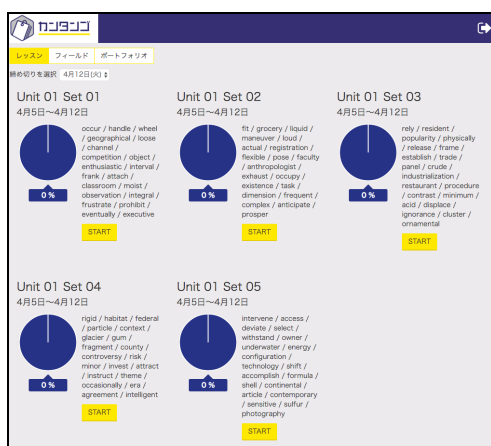 カンタンゴ
レッスン フィールド ポートフォリオ
締め切りを選択 4月12日(火)
Unit 01 Set 01
4月5日〜4月12日
occur / handle / wheel
/ geographical / loose
/ channel /
competition / object /
enthusiastic / interval /
frank / attach /
classroom / moist /
observation / integral /
frustrate / prohibit /
eventually / executive
0 %
START
Unit 01 Set 02
4月5日〜4月12日
fit / grocery / liquid /
maneuver / loud /
actual / registration /
flexible / pose / faculty
/ anthropologist /
exhaust / occupy /
existence / task /
dimension / frequent /
complex / anticipate /
prosper
0 %
START
Unit 01 Set 03
4月5日〜4月12日
rely / resident /
popularity / physically
/ release / frame /
establish / trade /
panel / crude /
industrialization /
restaurant / procedure
/ contrast / minimum /
acid / displace /
ignorance / cluster /
ornamental
0 %
START
Unit 01 Set 04
4月5日〜4月12日
rigid / habitat / federal
/ particle / context /
glacier / gum /
fragment / county /
controversy / risk /
minor / invest / attract
/ instruct / theme /
occasionally / era /
agreement / intelligent
0 %
START
Unit 01 Set 05
4月5日〜4月12日
intervene / access /
deviate / select /
withstand / owner /
underwater / energy /
configuration /
technology / shift /
accomplish / formula /
shell / continental /
article / contemporary
/ sensitive / sulfur /
photography
0 %
START